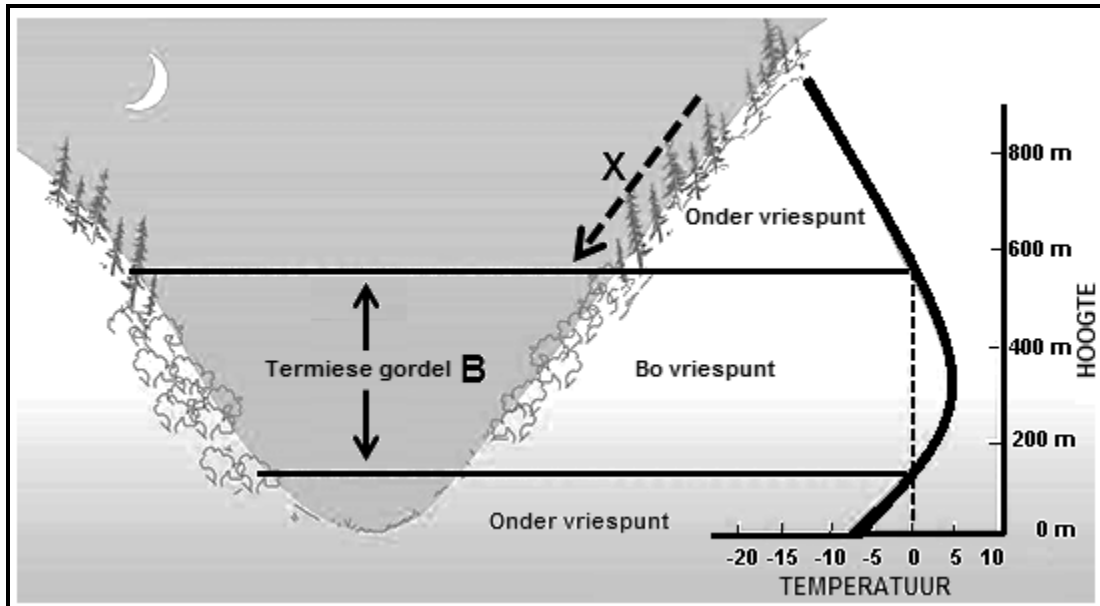 X
Onder vriespunt
Termiese gordel B
Bo vriespunt
Onder vriespunt
800 m
600 m
400 m
200 m
0 m
HOOGTE
-20 -15 -10 -5 0 5 10
TEMPERATUUR